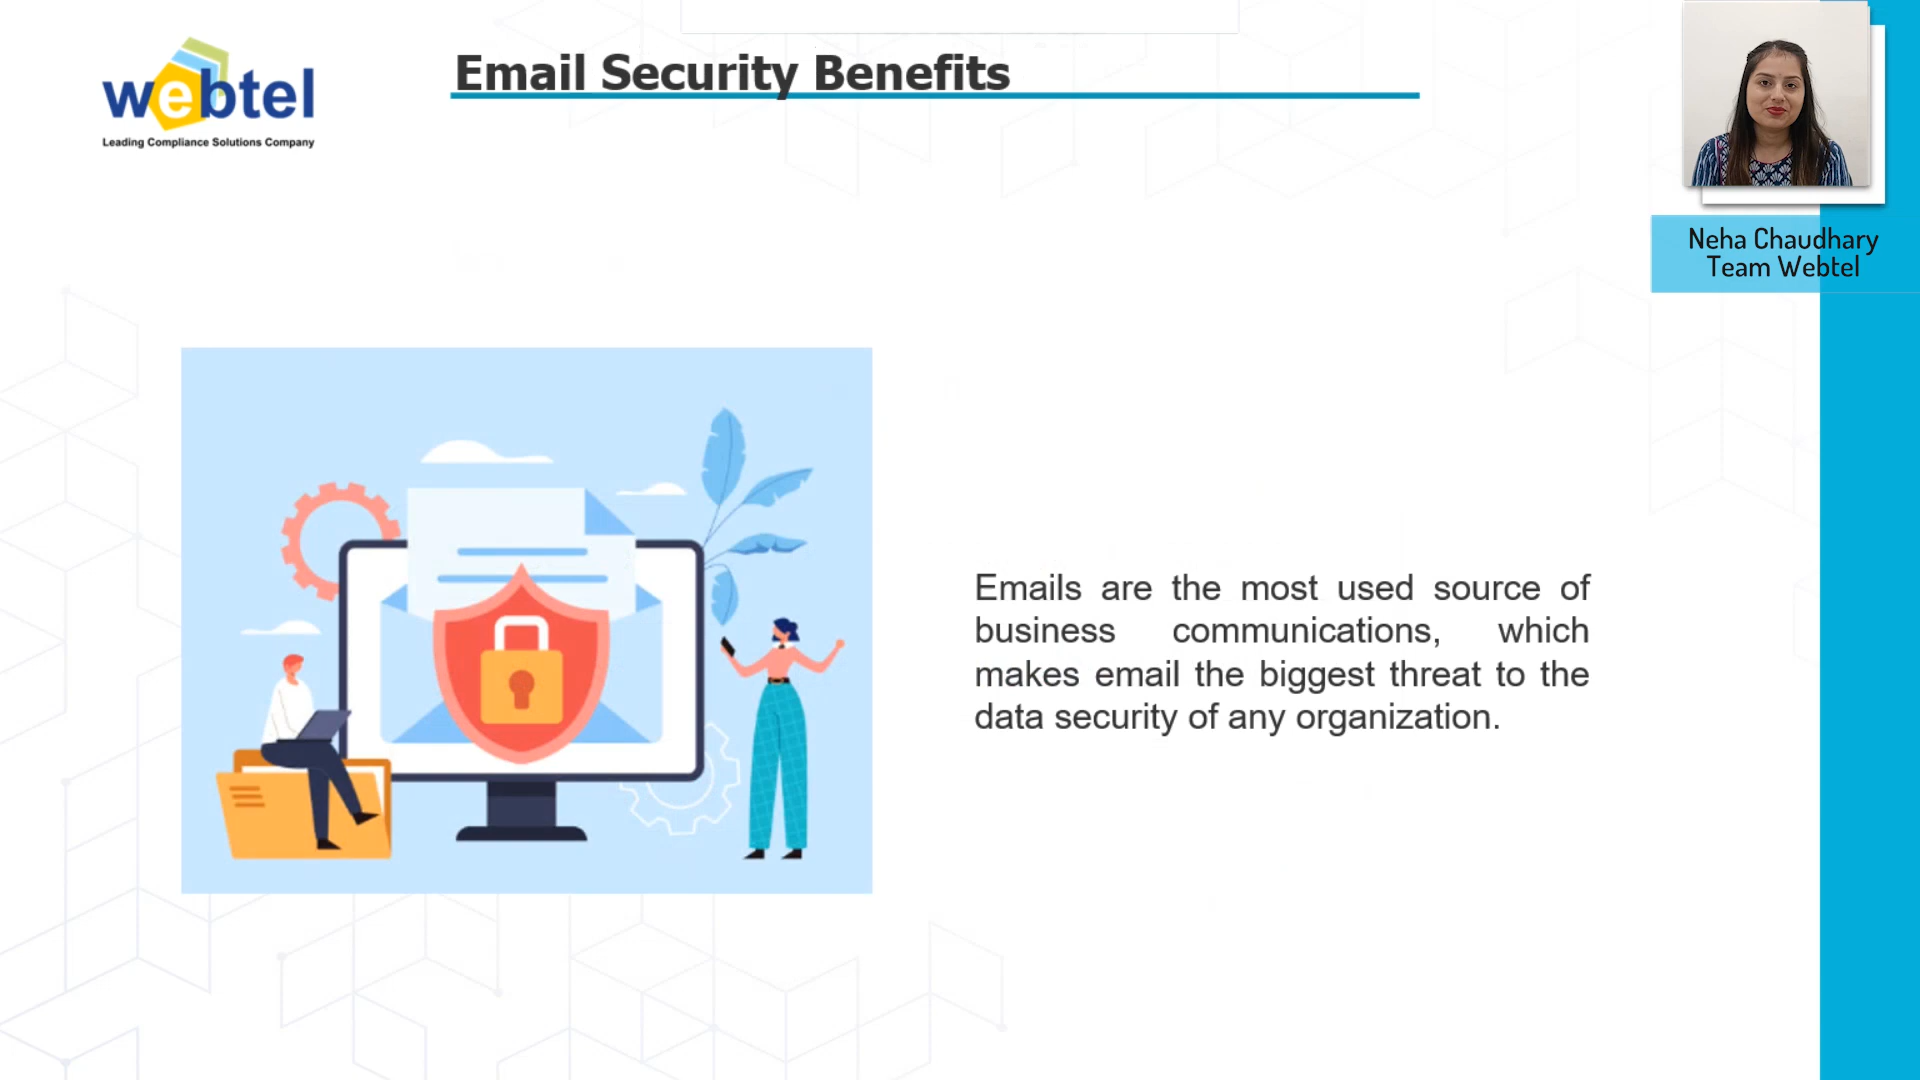 webtel
Leading Compliance Solutions Company
Email Security Benefits
Neha Chaudhary
Team Webtel
Emails are the most used source of
business communications, which
makes email the biggest threat to the
data security of any organization.